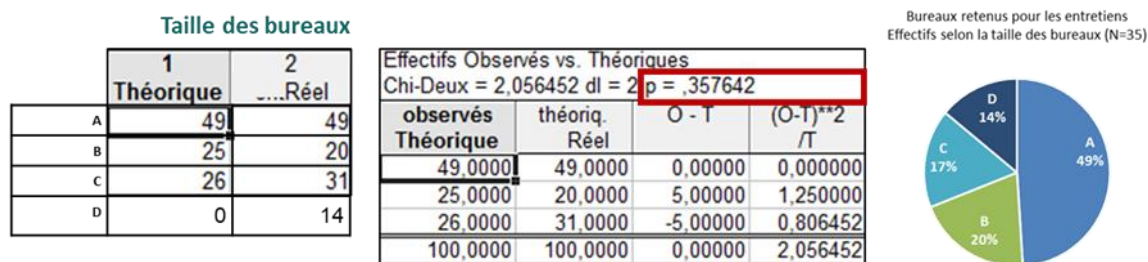 Taille des bureaux
1 2
Théorique ...Réel
A 49 49
B 25 20
C 26 31
D 0 14
Effectifs Observés vs. Théoriques
Chi-Deux = 2,056452 dl = 2 p = ,357642
observés théoriq. O - T (O-T)**2
Théorique Réel /T
49,0000 49,0000 0,00000 0,000000
25,0000 20,0000 5,00000 1,250000
26,0000 31,0000 -5,00000 0,806452
100,0000 100,0000 0,00000 2,056452
Bureaux retenus pour les entretiens
Effectifs selon la taille des bureaux (N=35)
D
14%
A
49%
C
17%
B
20%